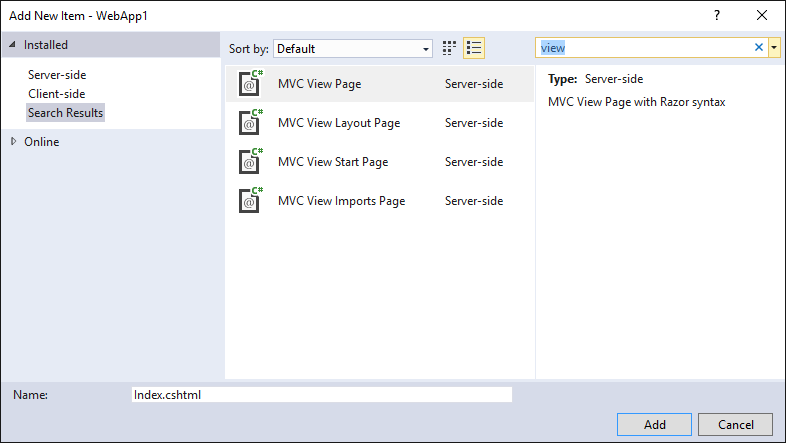 Add New Item - WebApp1
?
Installed
Server-side
Client-side
Search Results
Online
Sort by: Default
view
C# @ MVC View Page Server-side
C# @ MVC View Layout Page Server-side
C# @ MVC View Start Page Server-side
C# @ MVC View Imports Page Server-side
Type: Server-side
MVC View Page with Razor syntax
Name: Index.cshtml
Add Cancel